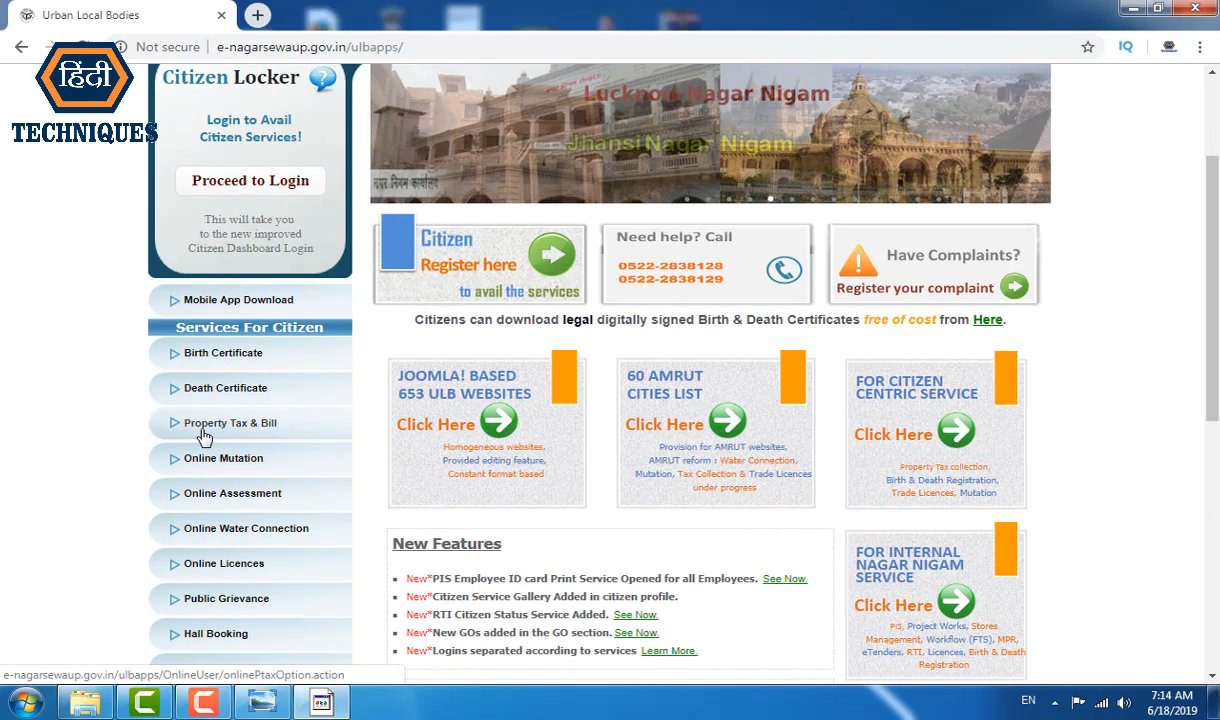 Urban Local Bodies
Not secure
e-nagarsewaup.gov.in/ulbapps/
हिंदी
TECHNIQUES
Citizen Locker
Login to Avail
Citizen Services!
Proceed to Login
This will take you
to the new improved
Citizen Dashboard Login
Mobile App Download
Services For Citizen
Birth Certificate
Death Certificate
Property Tax & Bill
Online Mutation
Online Assessment
Online Water Connection
Online Licences
Public Grievance
Hall Booking
Lucknow Nagar Nigam
Jhansi Nagar Nigam
नगर निगम कार्यालय
Citizen
Register here
to avail the services
Need help? Call
0522-2838128
0522-2838129
Have Complaints?
Register your complaint
Citizens can download legal digitally signed Birth & Death Certificates free of cost from Here.
JOOMLA! BASED
653 ULB WEBSITES
Click Here
Homogeneous websites,
Provided editing feature,
Constant format based
60 AMRUT
CITIES LIST
Click Here
Provision for AMRUT websites,
AMRUT reform : Water Connection,
Mutation, Tax Collection & Trade Licences
under progress
FOR CITIZEN
CENTRIC SERVICE
Click Here
Property Tax collection,
Birth & Death Registration,
Trade Licences, Mutation
New Features
New*PIS Employee ID card Print Service Opened for all Employees. See Now.
New*Citizen Service Gallery Added in citizen profile.
New*RTI Citizen Status Service Added. See Now.
New*New GOs added in the GO section. See Now.
New*Logins separated according to services Learn More.
FOR INTERNAL
NAGAR NIGAM
SERVICE
Click Here
PIS, Project Works, Stores
Management, Workflow (FTS), MPR,
eTenders, RTI, Licences, Birth & Death
Registration
e-nagarsewaup.gov.in/ulbapps/OnlineUser/onlinePtaxOption.action
EN
7:14 AM
6/18/2019